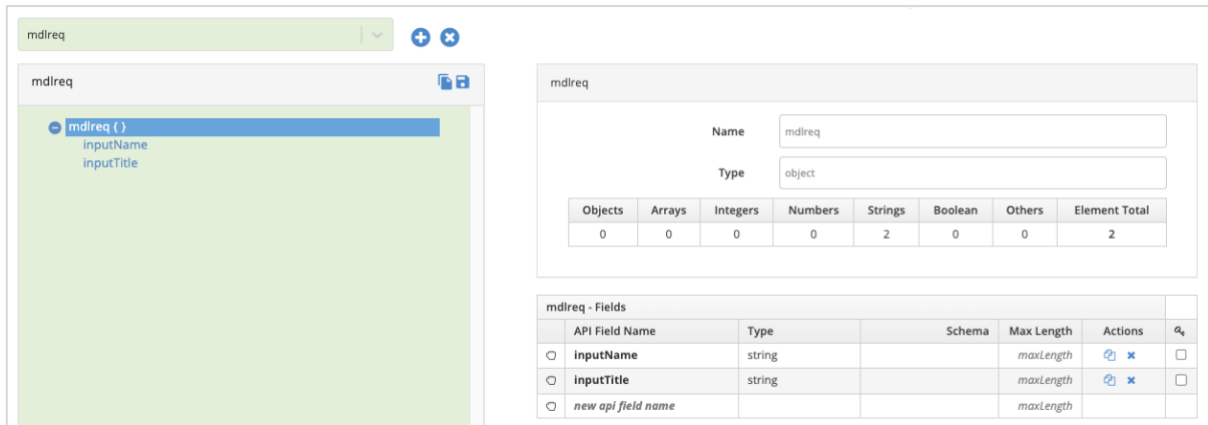 mdlreq
mdlreq
mdlreq { }
inputName
inputTitle
mdlreq
Name mdlreq
Type object
Objects Arrays Integers Numbers Strings Boolean Others Element Total
0 0 0 0 2 0 0 2
mdlreq - Fields
API Field Name Type Schema Max Length Actions
inputName string maxLength
inputTitle string maxLength
new api field name maxLength